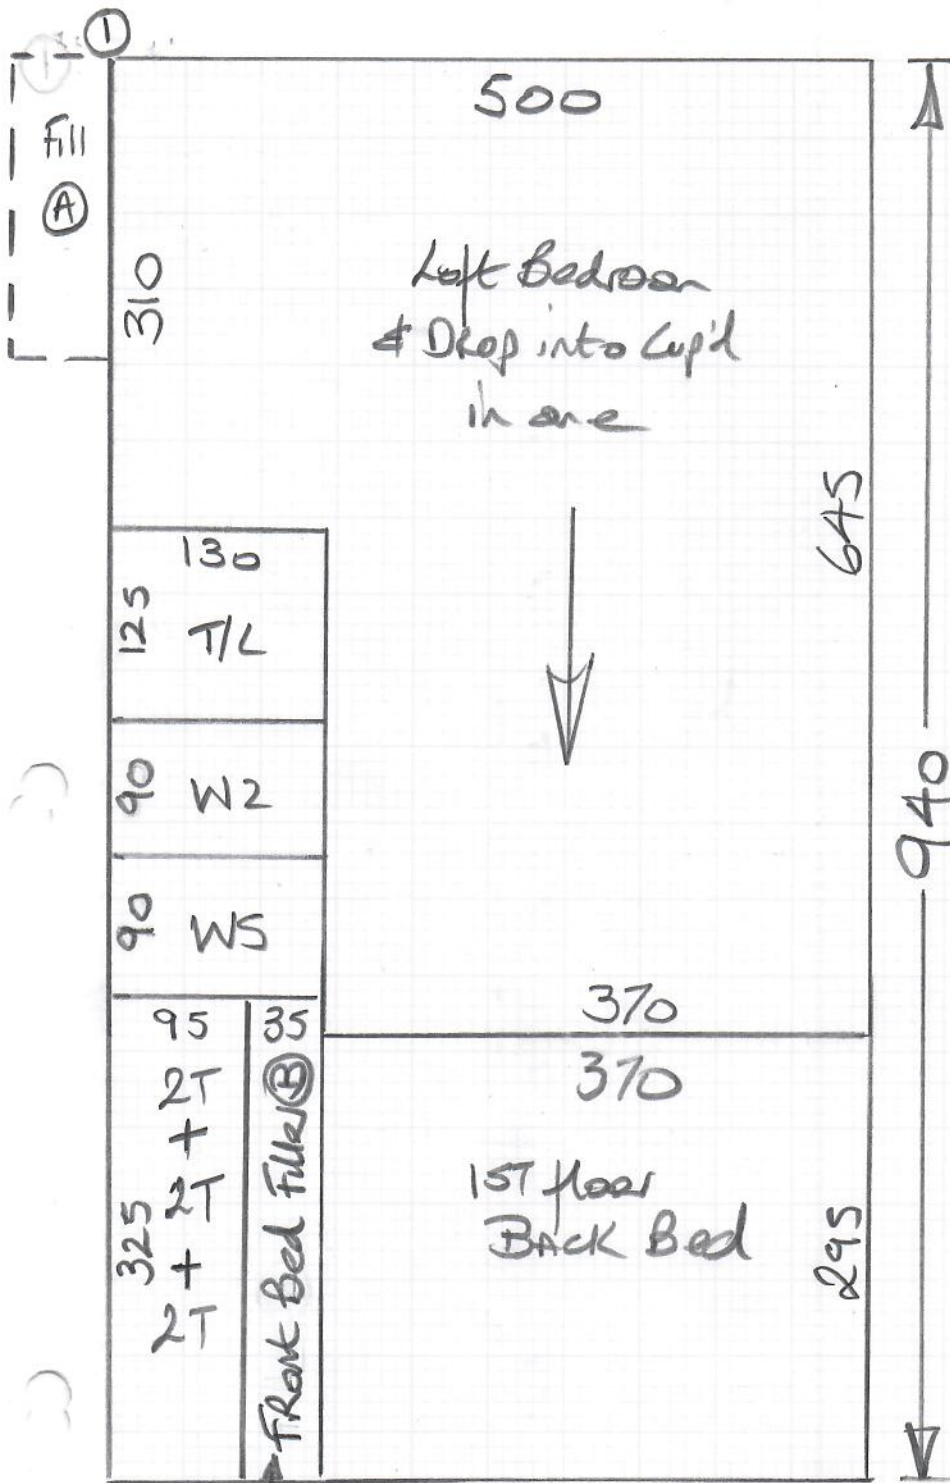 ①
500
Fill
Ⓐ
310
Loft Bedroom
& Drop into Cup'd
in one
645
940
130
125
T/L
90
W2
90
W5
370
95
35
2T
+
2T
+
2T
325
Front Bed Filler Ⓑ
370
1ST floor
BACK Bed
295